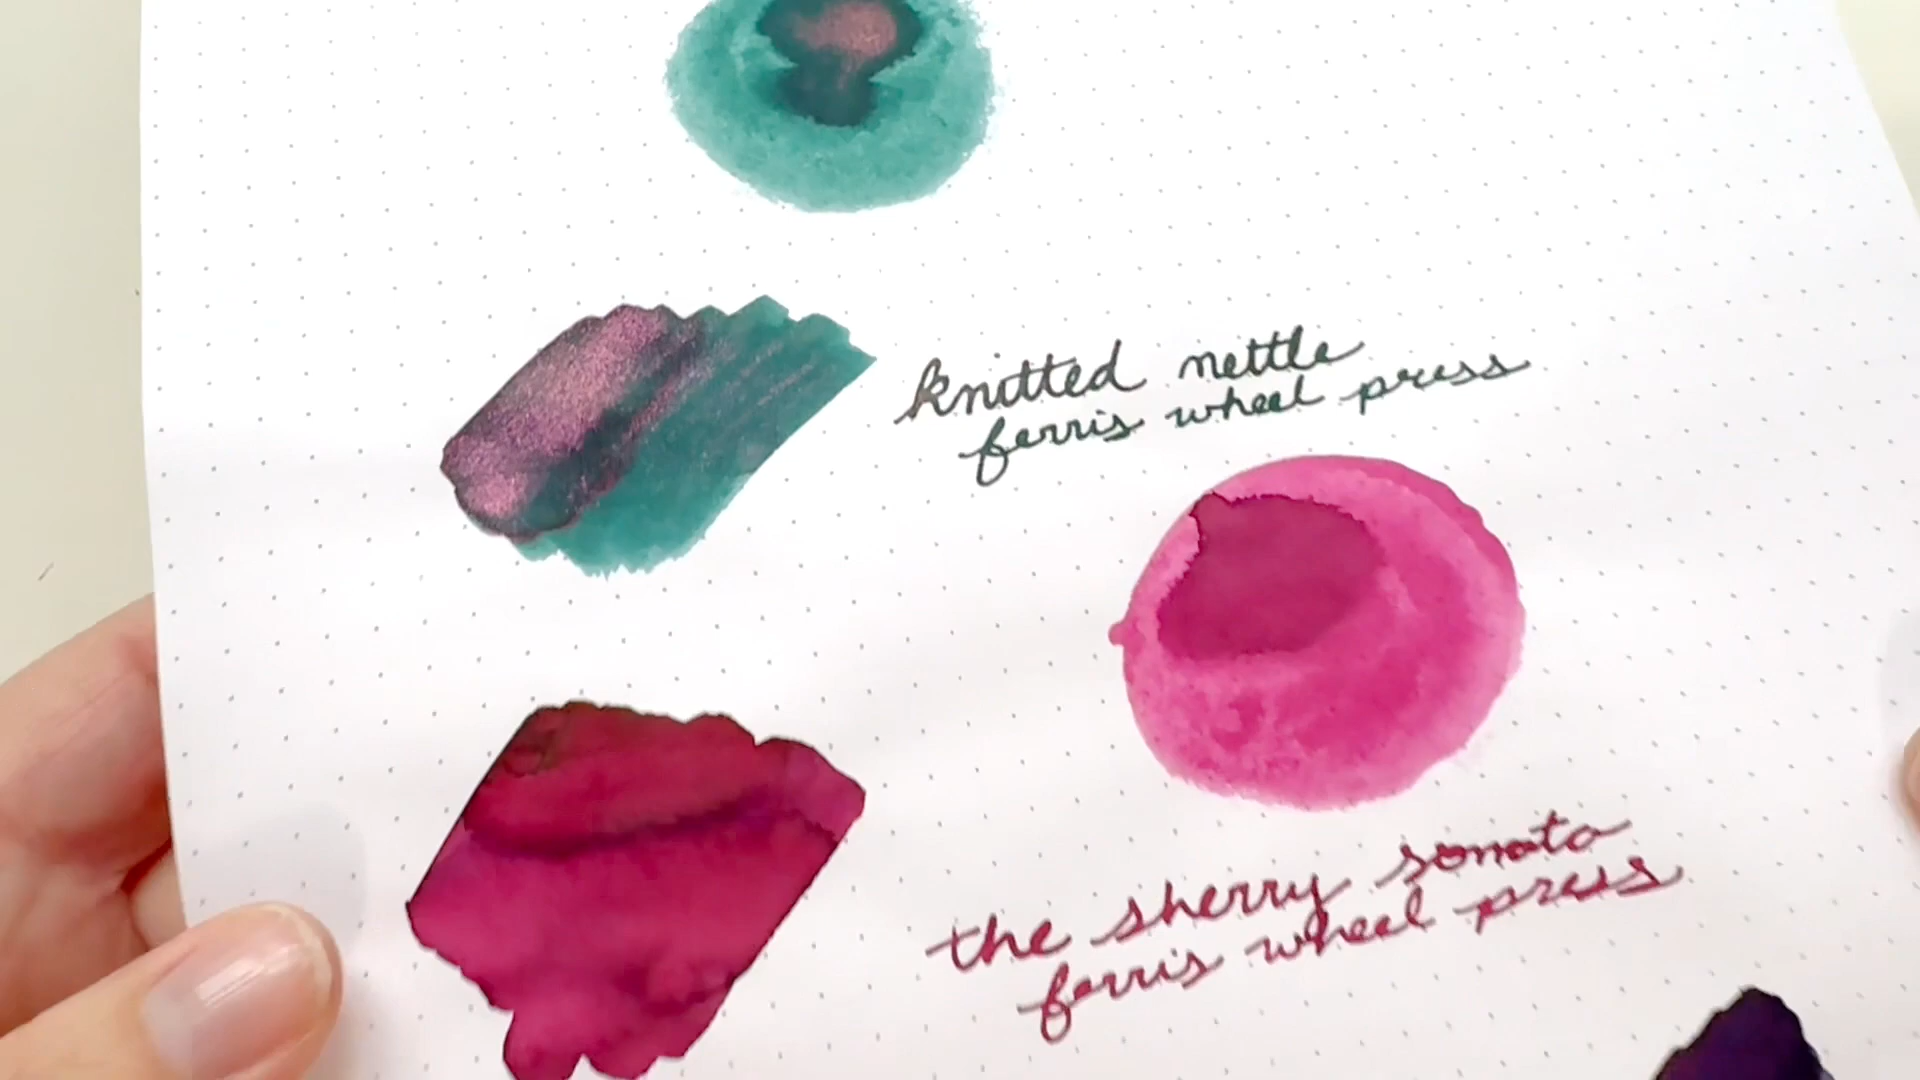 knitted nettle
ferris wheel press
the sherry sonata
ferris wheel press